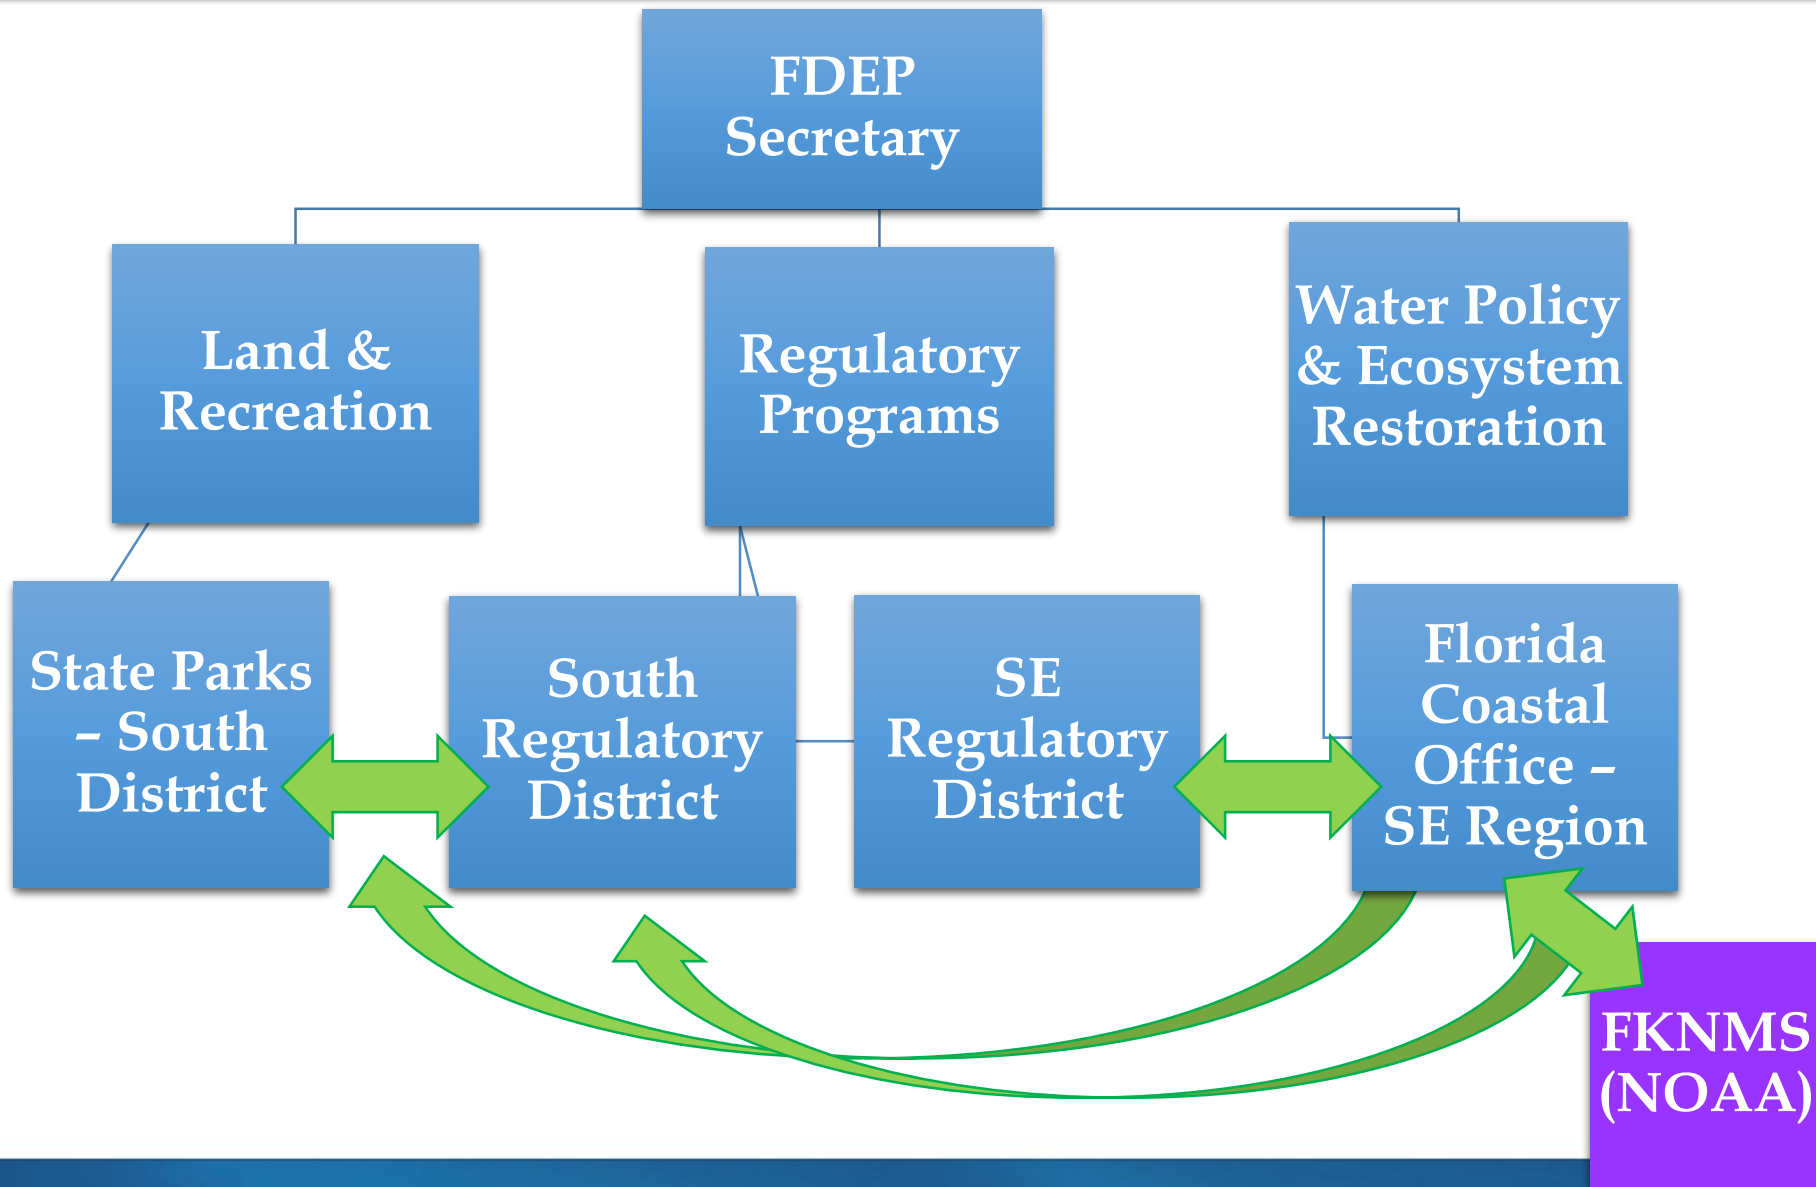 FDEP
Secretary
Land &
Recreation
Regulatory
Programs
Water Policy
& Ecosystem
Restoration
State Parks
– South
District
South
Regulatory
District
SE
Regulatory
District
Florida
Coastal
Office –
SE Region
FKNMS
(NOAA)